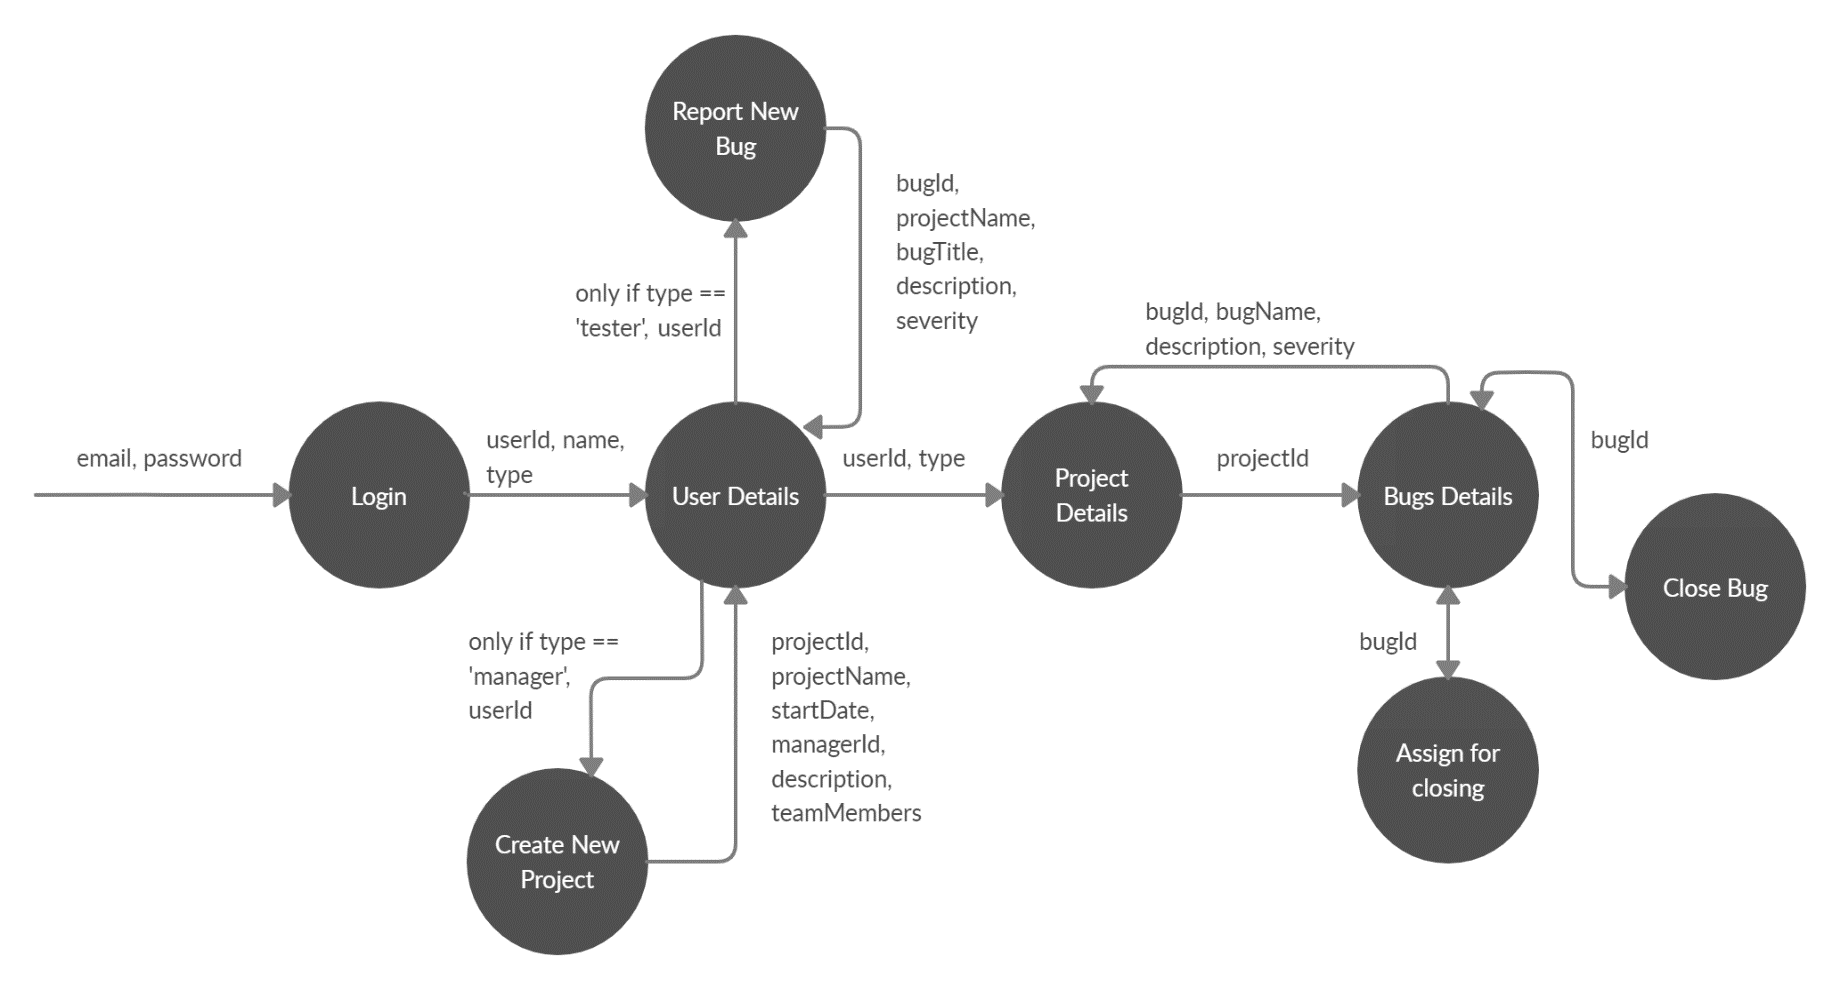 Report New
Bug
bugId,
projectName,
bugTitle,
description,
severity
only if type ==
'tester', userId
bugId, bugName,
description, severity
email, password
Login
userId, name,
type
User Details
userId, type
Project
Details
projectId
Bugs Details
bugId
Close Bug
only if type ==
'manager',
userId
projectId,
projectName,
startDate,
managerId,
description,
teamMembers
bugId
Assign for
closing
Create New
Project